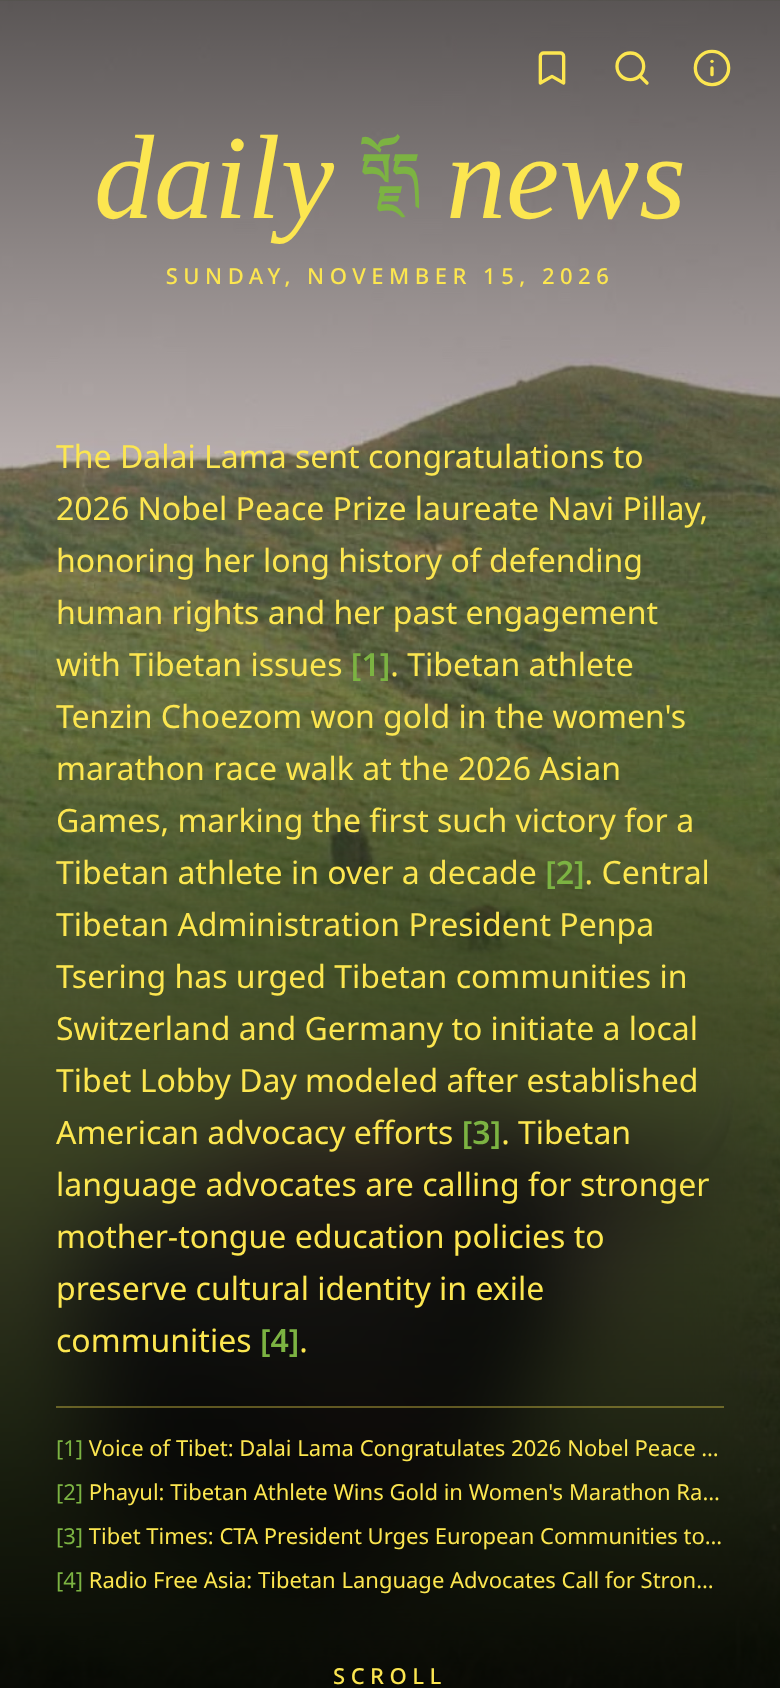 daily བོད news
SUNDAY, NOVEMBER 15, 2026
The Dalai Lama sent congratulations to
2026 Nobel Peace Prize laureate Navi Pillay,
honoring her long history of defending
human rights and her past engagement
with Tibetan issues [1]. Tibetan athlete
Tenzin Choezom won gold in the women's
marathon race walk at the 2026 Asian
Games, marking the first such victory for a
Tibetan athlete in over a decade [2]. Central
Tibetan Administration President Penpa
Tsering has urged Tibetan communities in
Switzerland and Germany to initiate a local
Tibet Lobby Day modeled after established
American advocacy efforts [3]. Tibetan
language advocates are calling for stronger
mother-tongue education policies to
preserve cultural identity in exile
communities [4].
[1] Voice of Tibet: Dalai Lama Congratulates 2026 Nobel Peace ...
[2] Phayul: Tibetan Athlete Wins Gold in Women's Marathon Ra...
[3] Tibet Times: CTA President Urges European Communities to...
[4] Radio Free Asia: Tibetan Language Advocates Call for Stron...
SCROLL